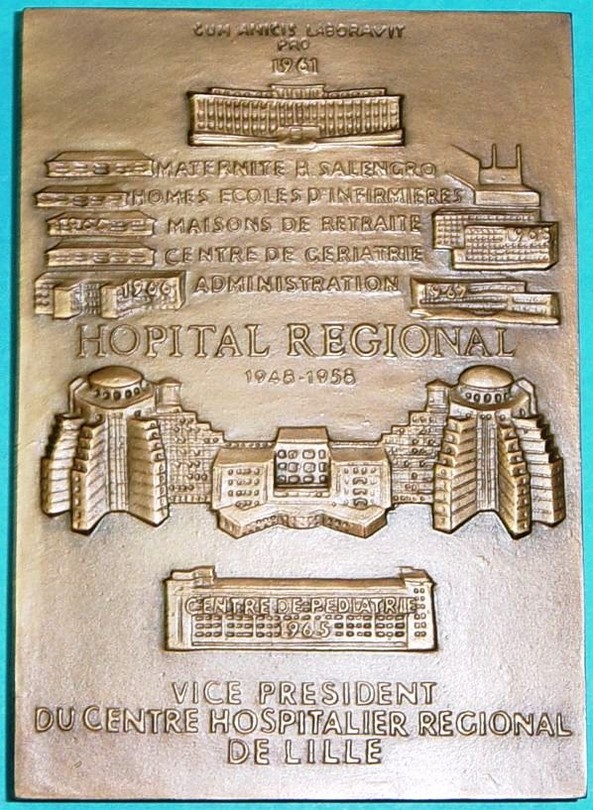 CUM AMICIS LABORAVIT
PRO
1961
MATERNITE H. SALENGRO
HOMES ECOLES D'INFIRMIERES
MAISONS DE RETRAITE
CENTRE DE GERIATRIE
1966 ADMINISTRATION
HOPITAL REGIONAL
1948-1958
CENTRE DE PEDIATRIE
1965
VICE PRESIDENT
DU CENTRE HOSPITALIER REGIONAL
DE LILLE